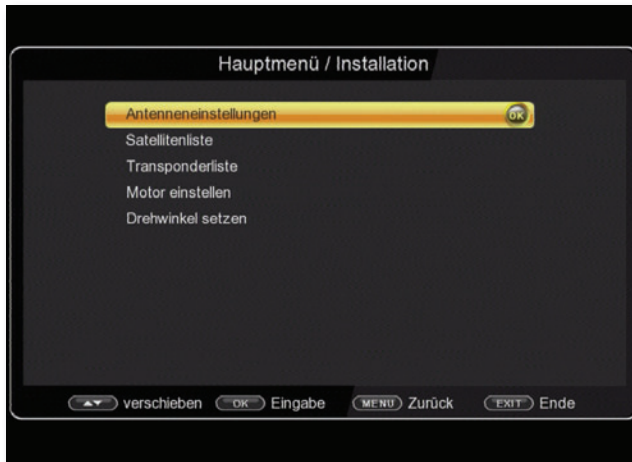 Hauptmenü / Installation
Antenneneinstellungen OK
Satellitenliste
Transponderliste
Motor einstellen
Drehwinkel setzen
verschieben OK Eingabe MENU Zurück EXIT Ende